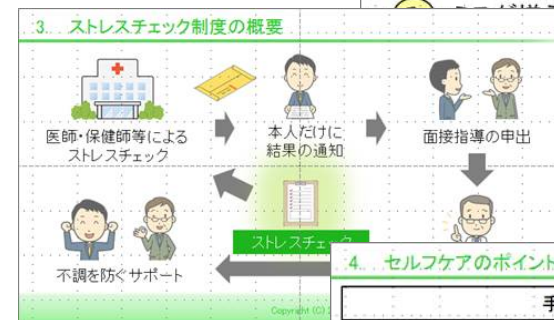 3. ストレスチェック制度の概要
医師・保健師等による
ストレスチェック
本人だけに
結果の通知
面接指導の申出
ストレスチェック
不調を防ぐサポート
4. セルフケアのポイント
Copyright (C)
手